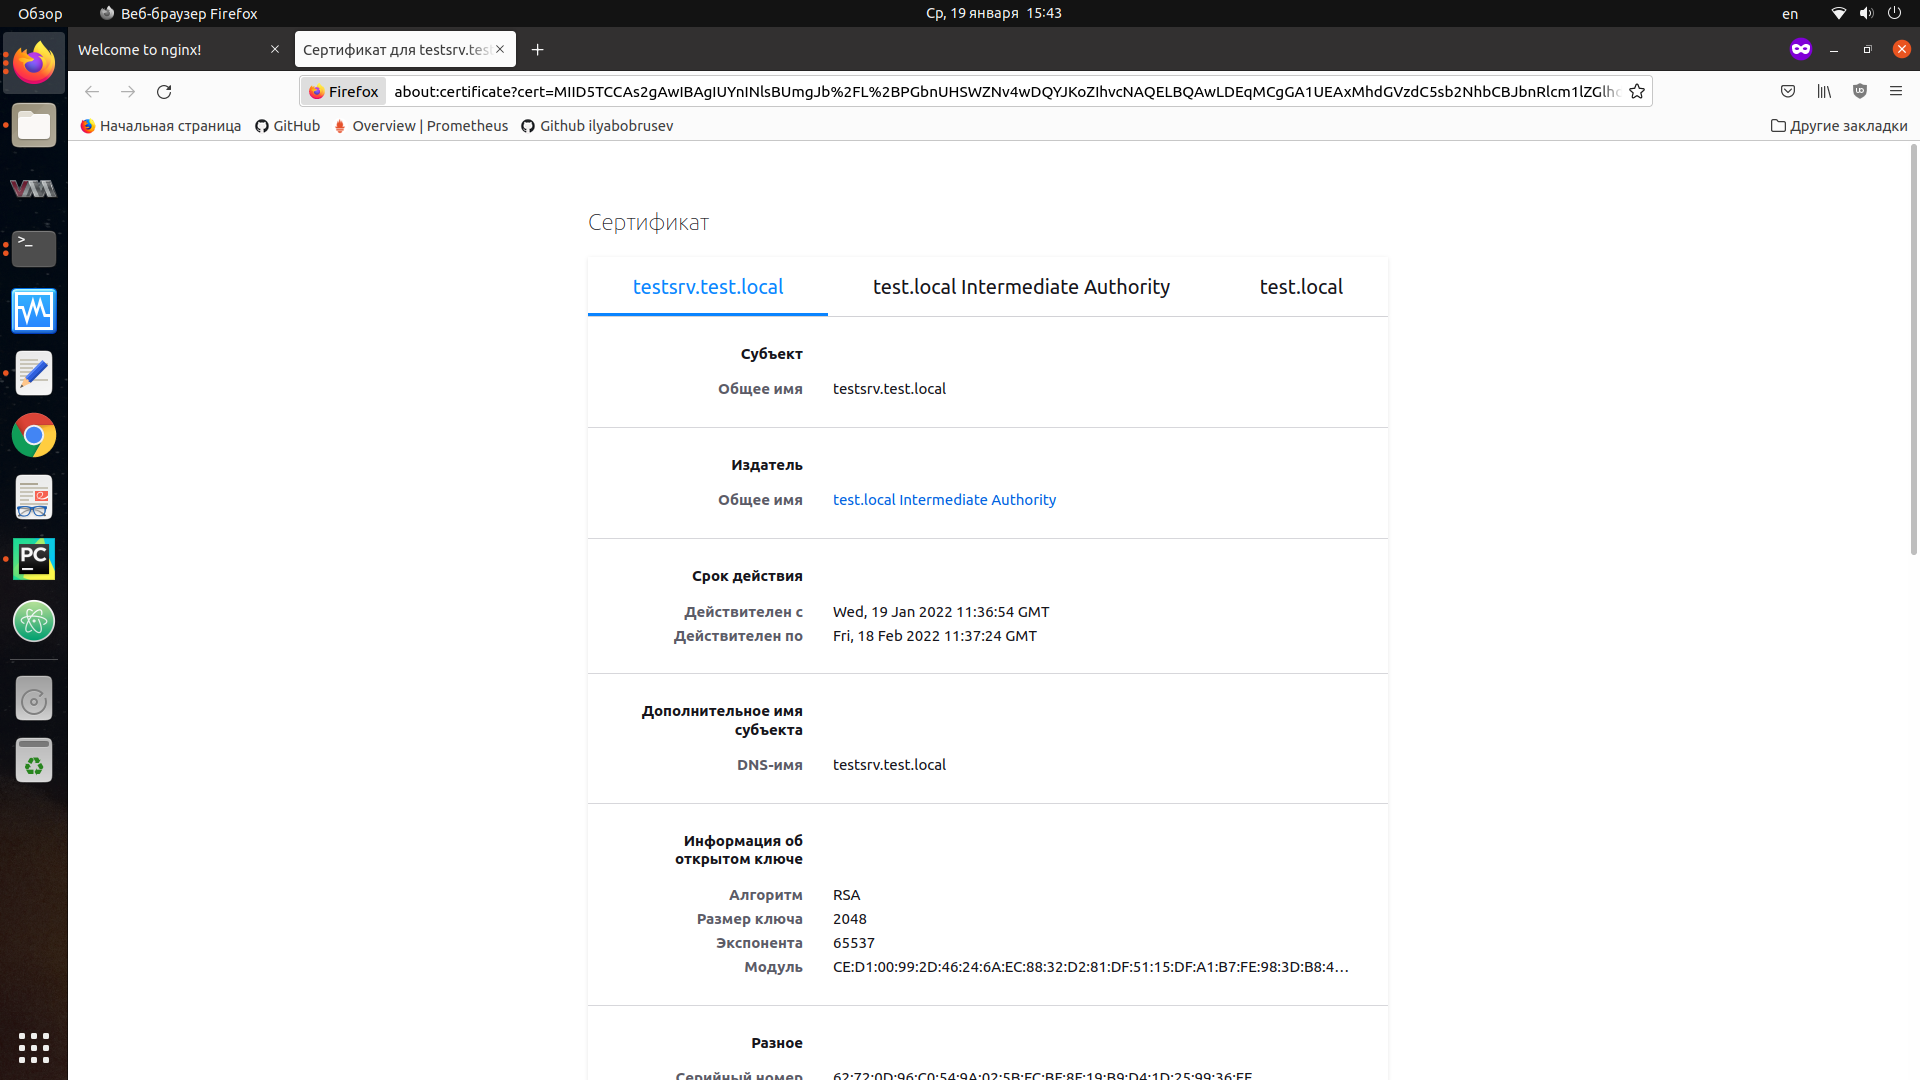 Обзор
Веб-браузер Firefox
Ср, 19 января 15:43
en
Welcome to nginx!
Сертификат для testsrv.tes
Firefox
about:certificate?cert=MIID5TCCAs2gAwIBAgIUYnINlsBUmgJb%2FL%2BPGbnUHSWZNv4wDQYJKoZIhvcNAQELBQAwLDEqMCgGA1UEAxMhdGVzdC5sb2NhbCBJbnRlcm1lZGlh
Начальная страница
GitHub
Overview | Prometheus
Github ilyabobrusev
Другие закладки
Сертификат
testsrv.test.local
test.local Intermediate Authority
test.local
Субъект
Общее имя testsrv.test.local
Издатель
Общее имя test.local Intermediate Authority
Срок действия
Действителен с Wed, 19 Jan 2022 11:36:54 GMT
Действителен по Fri, 18 Feb 2022 11:37:24 GMT
Дополнительное имя
субъекта
DNS-имя testsrv.test.local
Информация об
открытом ключе
Алгоритм RSA
Размер ключа 2048
Экспонента 65537
Модуль CE:D1:00:99:2D:46:24:6A:EC:88:32:D2:81:DF:51:15:DF:A1:B7:FE:98:3D:B8:4…
Разное
Серийный номер 62:72:0D:96:C0:54:9A:02:5B:FC:BF:8F:19:B9:D4:1D:25:99:36:FE